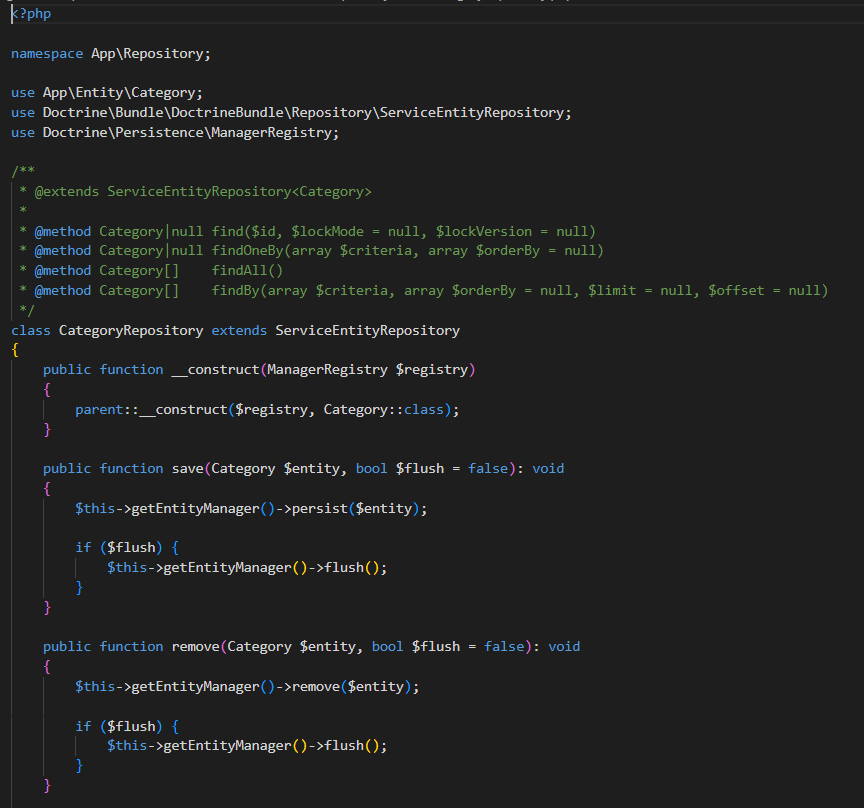 <?php
namespace App\Repository;
use App\Entity\Category;
use Doctrine\Bundle\DoctrineBundle\Repository\ServiceEntityRepository;
use Doctrine\Persistence\ManagerRegistry;
/**
 * @extends ServiceEntityRepository<Category>
 *
 * @method Category|null find($id, $lockMode = null, $lockVersion = null)
 * @method Category|null findOneBy(array $criteria, array $orderBy = null)
 * @method Category[]    findAll()
 * @method Category[]    findBy(array $criteria, array $orderBy = null, $limit = null, $offset = null)
 */
class CategoryRepository extends ServiceEntityRepository
{
    public function __construct(ManagerRegistry $registry)
    {
        parent::__construct($registry, Category::class);
    }
    public function save(Category $entity, bool $flush = false): void
    {
        $this->getEntityManager()->persist($entity);
        if ($flush) {
            $this->getEntityManager()->flush();
        }
    }
    public function remove(Category $entity, bool $flush = false): void
    {
        $this->getEntityManager()->remove($entity);
        if ($flush) {
            $this->getEntityManager()->flush();
        }
    }